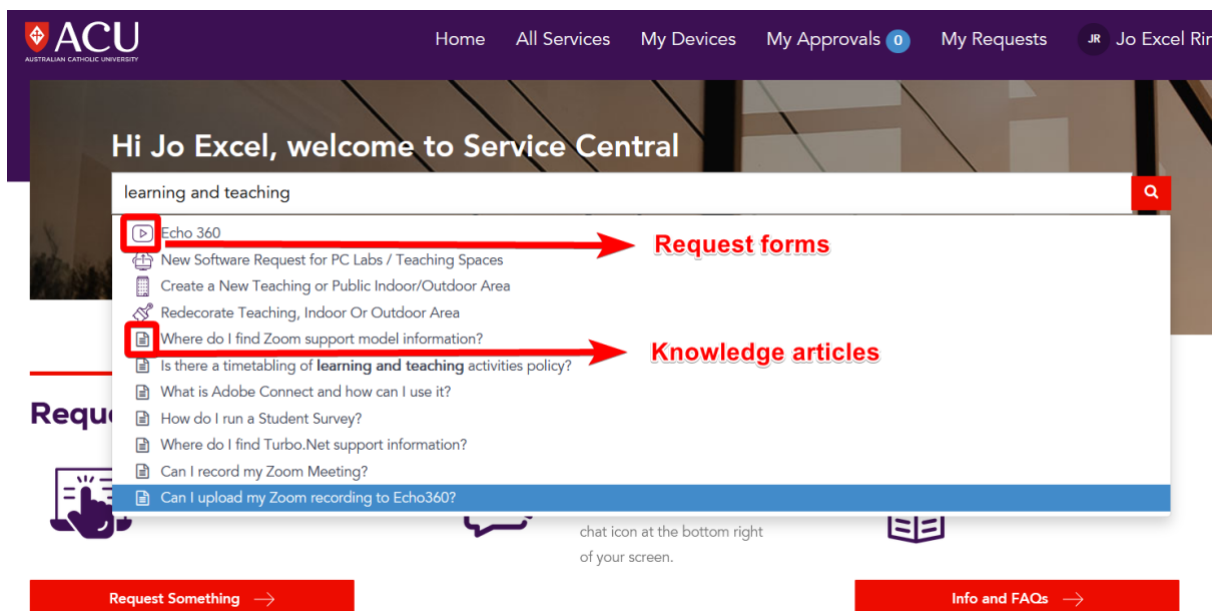 ACU
AUSTRALIAN CATHOLIC UNIVERSITY
Home All Services My Devices My Approvals 0 My Requests JR Jo Excel
Hi Jo Excel, welcome to Service Central
learning and teaching
Echo 360
Request forms
New Software Request for PC Labs / Teaching Spaces
Create a New Teaching or Public Indoor/Outdoor Area
Redecorate Teaching, Indoor Or Outdoor Area
Where do I find Zoom support model information?
Knowledge articles
Is there a timetabling of learning and teaching activities policy?
What is Adobe Connect and how can I use it?
How do I run a Student Survey?
Where do I find Turbo.Net support information?
Can I record my Zoom Meeting?
Can I upload my Zoom recording to Echo360?
chat icon at the bottom right
of your screen.
Request Something →
Info and FAQs →